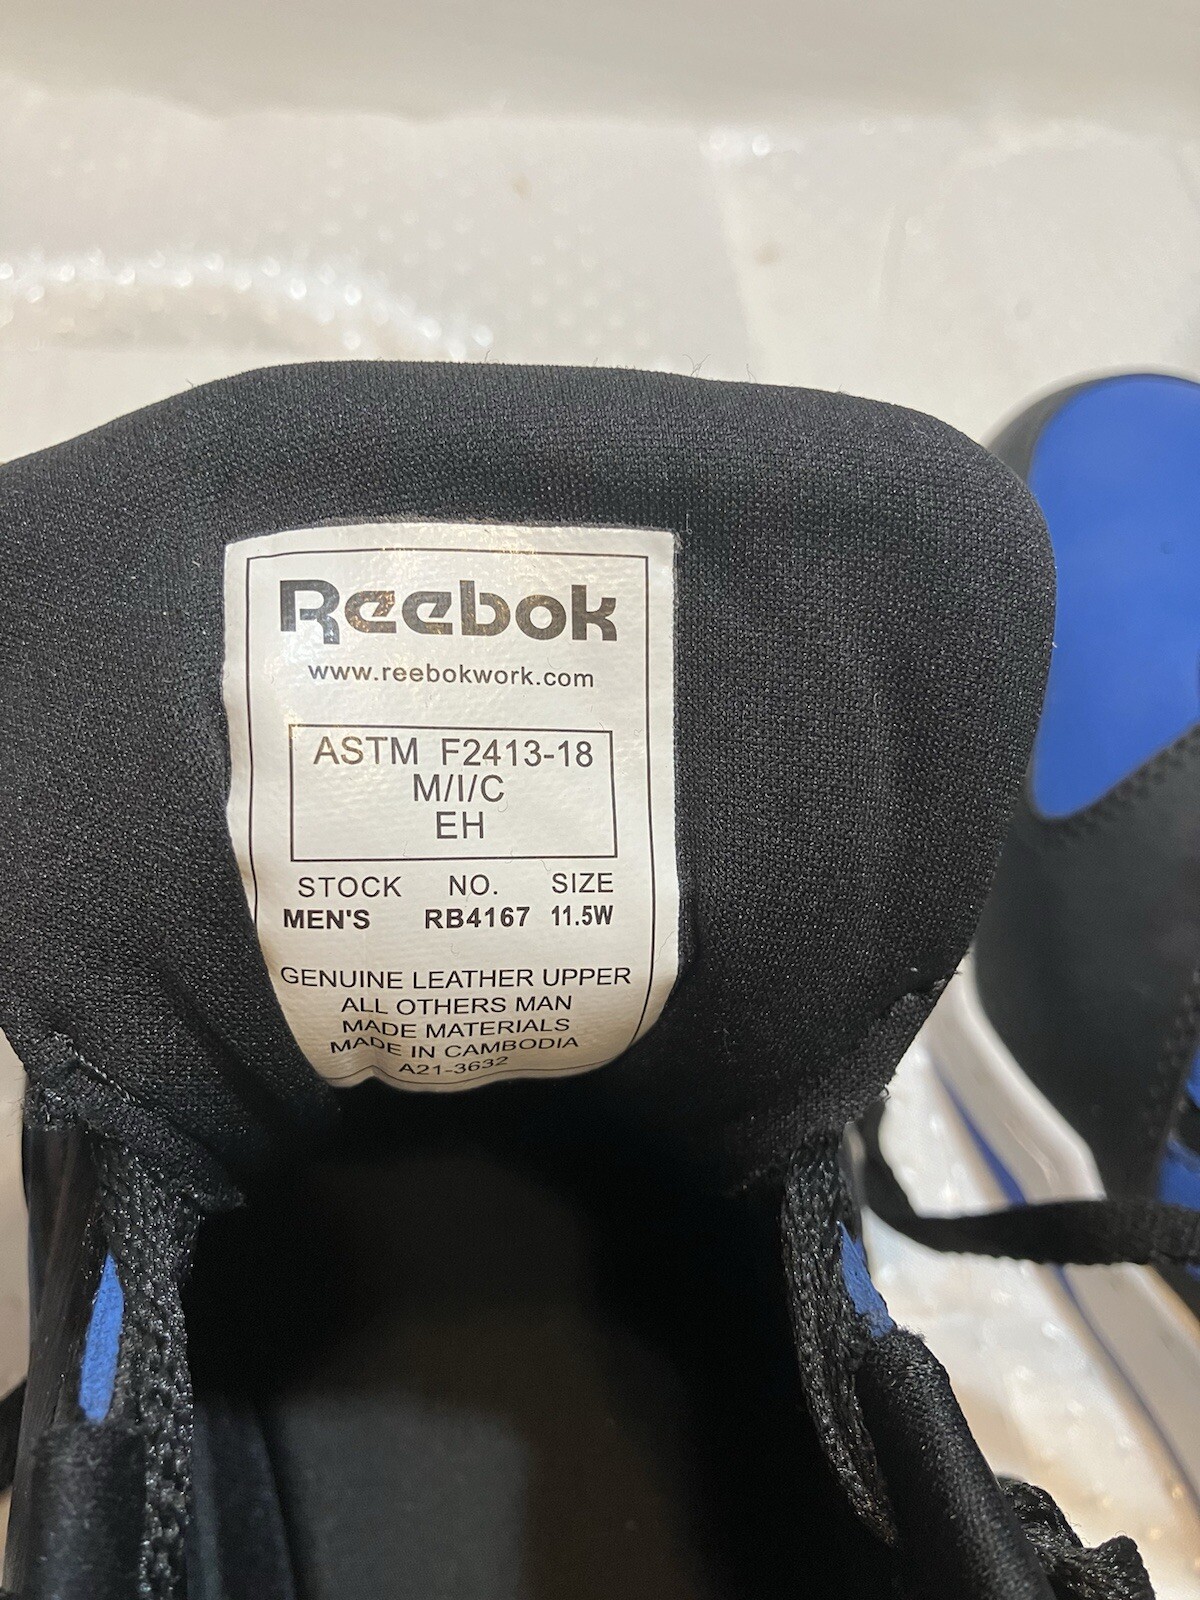 Reebok
www.reebokwork.com
ASTM F2413-18
M/I/C
EH
STOCK NO. SIZE
MEN'S RB4167 11.5W
GENUINE LEATHER UPPER
ALL OTHERS MAN
MADE MATERIALS
MADE IN CAMBODIA
A21-3632